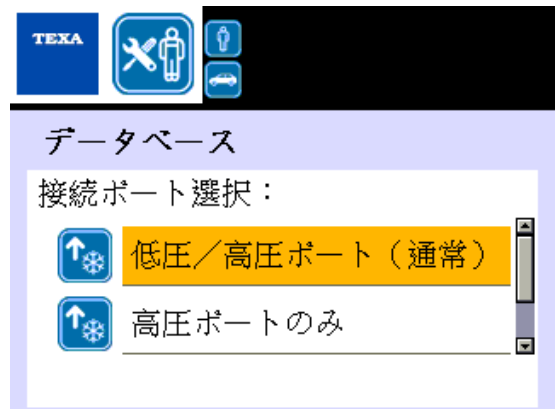 TEXA
データベース
接続ポート選択：
低圧／高圧ポート（通常）
高圧ポートのみ